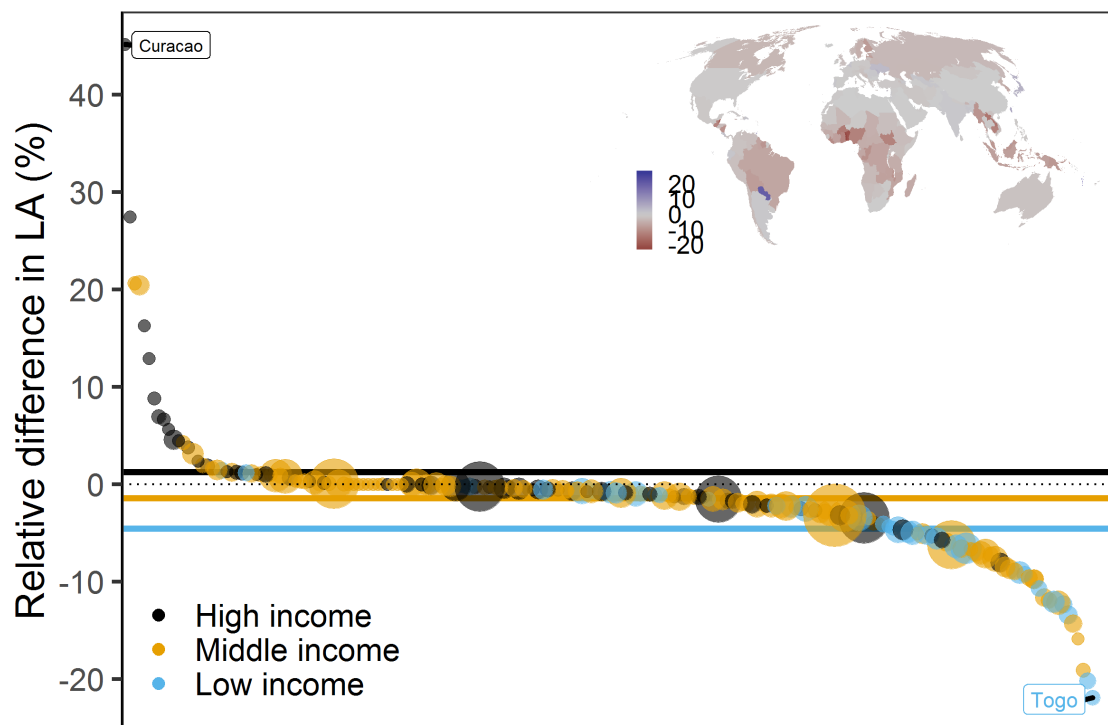 Relative difference in LA (%)
40
30
20
10
0
-10
-20
Curacao
20
10
0
-10
-20
High income
Middle income
Low income
Togo